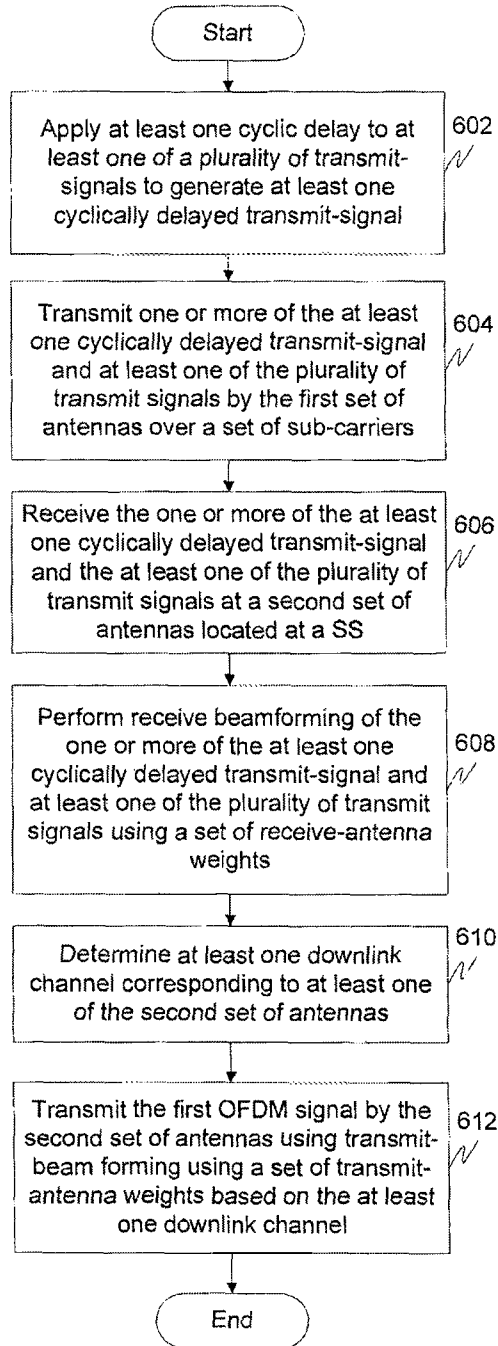 Start
602
Apply at least one cyclic delay to at
least one of a plurality of transmit-
signals to generate at least one
cyclically delayed transmit-signal
604
Transmit one or more of the at least
one cyclically delayed transmit-signal
and at least one of the plurality of
transmit signals by the first set of
antennas over a set of sub-carriers
606
Receive the one or more of the at least
one cyclically delayed transmit-signal
and the at least one of the plurality of
transmit signals at a second set of
antennas located at a SS
608
Perform receive beamforming of the
one or more of the at least one
cyclically delayed transmit-signal and
at least one of the plurality of transmit
signals using a set of receive-antenna
weights
610
Determine at least one downlink
channel corresponding to at least one
of the second set of antennas
612
Transmit the first OFDM signal by the
second set of antennas using transmit-
beam forming using a set of transmit-
antenna weights based on the at least
one downlink channel
End